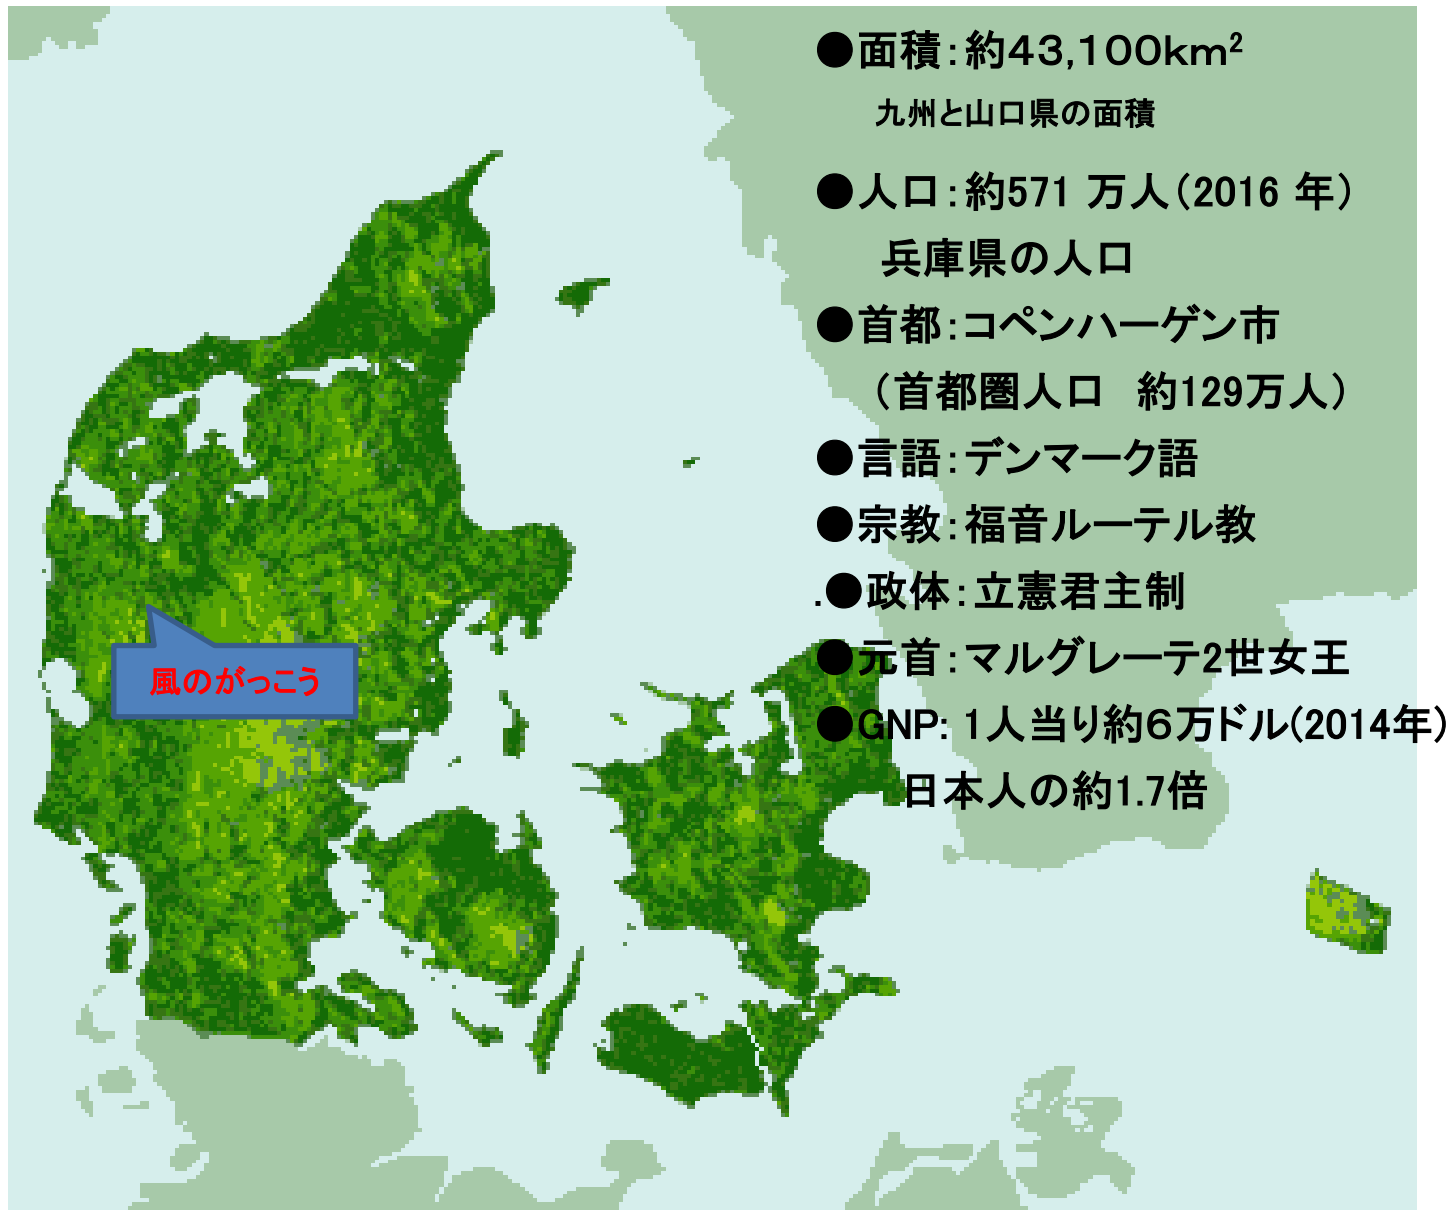 ●面積：約４３,１００ｋｍ²
九州と山口県の面積
●人口：約571 万人（2016 年）
兵庫県の人口
●首都：コペンハーゲン市
（首都圏人口　約129万人）
●言語：デンマーク語
●宗教：福音ルーテル教
.●政体：立憲君主制
●元首：マルグレーテ2世女王
●GNP: １人当り約６万ドル(2014年)
日本人の約1.7倍
風のがっこう